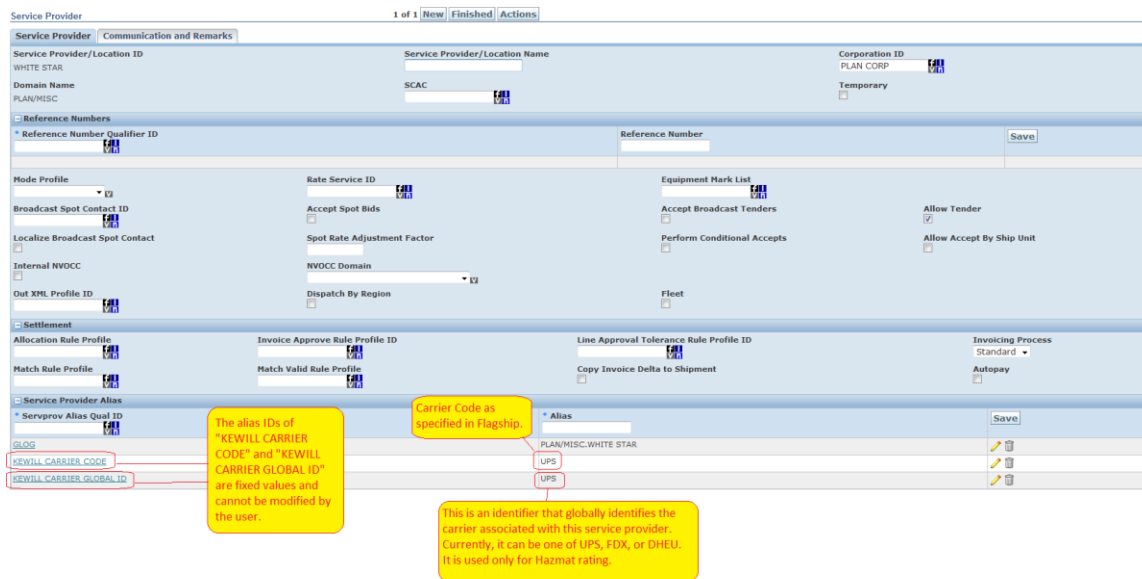 Service Provider 1 of 1 New Finished Actions
Service Provider Communication and Remarks
Service Provider/Location ID Service Provider/Location Name Corporation ID
WHITE STAR PLAN CORP
Domain Name SCAC Temporary
PLAN/MISC
Reference Numbers
* Reference Number Qualifier ID Reference Number Save
Mode Profile Rate Service ID Equipment Mark List
Broadcast Spot Contact ID Accept Spot Bids Accept Broadcast Tenders Allow Tender
Localize Broadcast Spot Contact Spot Rate Adjustment Factor Perform Conditional Accepts Allow Accept By Ship Unit
Internal NVOCC NVOCC Domain
Out XML Profile ID Dispatch By Region Fleet
Settlement
Allocation Rule Profile Invoice Approve Rule Profile ID Line Approval Tolerance Rule Profile ID Invoicing Process
Standard
Match Rule Profile Match Valid Rule Profile Copy Invoice Delta to Shipment Autopay
Service Provider Alias
* Servprov Alias Qual ID * Alias Save
GLOG PLAN/MISC.WHITE STAR
KEWILL CARRIER CODE UPS
KEWILL CARRIER GLOBAL ID UPS
The alias IDs of
"KEWILL CARRIER
CODE" and "KEWILL
CARRIER GLOBAL ID"
are fixed values and
cannot be modified by
the user.
Carrier Code as
specified in Flagship.
This is an identifier that globally identifies the
carrier associated with this service provider.
Currently, it can be one of UPS, FDX, or DHEU.
It is used only for Hazmat rating.